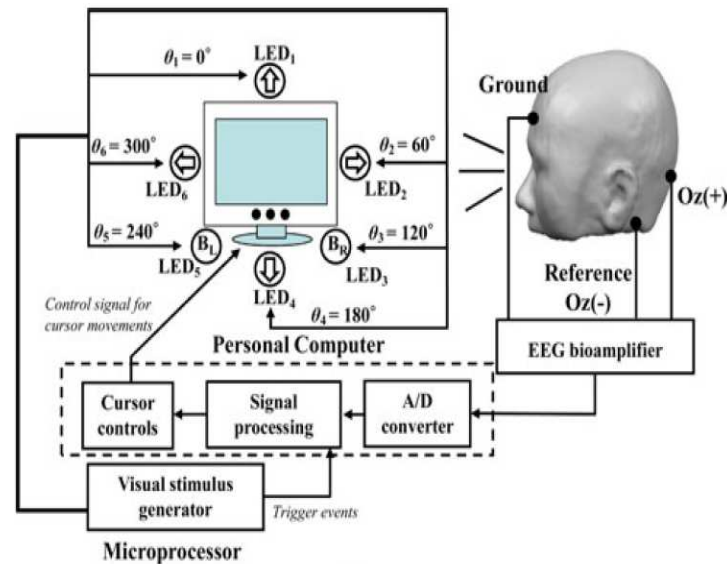 θ₁ = 0°
LED₁
Ground
θ₆ = 300°
θ₂ = 60°
LED₆
LED₂
Oz(+)
θ₅ = 240°
B_L
B_R
θ₃ = 120°
LED₅
LED₃
Reference
Oz(-)
Control signal for
cursor movements
LED₄
θ₄ = 180°
Personal Computer
EEG bioamplifier
Cursor
controls
Signal
processing
A/D
converter
Visual stimulus
generator
Trigger events
Microprocessor